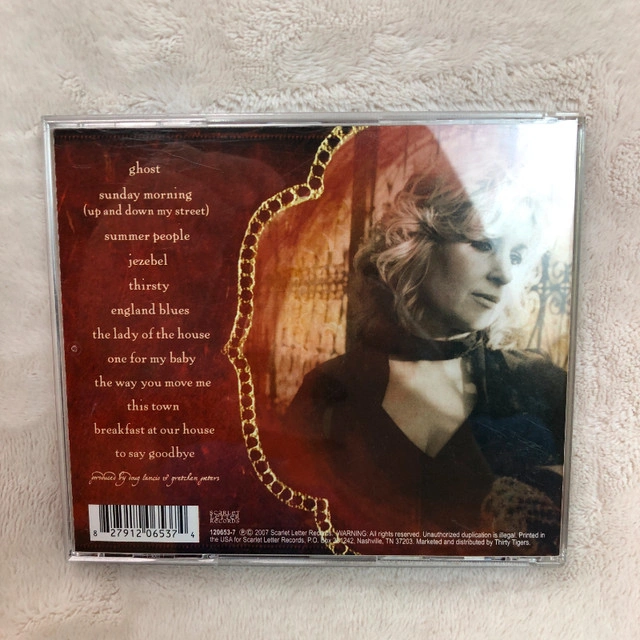 ghost
sunday morning
(up and down my street)
summer people
jezebel
thirsty
england blues
the lady of the house
one for my baby
the way you move me
this town
breakfast at our house
to say goodbye
produced by doug lancio & gretchen peters
SCARLET
LETTER
RECORDS
8 27912 06537 4
120653-7 ℗© 2007 Scarlet Letter Records. WARNING: All rights reserved. Unauthorized duplication is illegal. Printed in
the USA for Scarlet Letter Records, P.O. Box Nashville, TN 37203. Marketed and distributed by Thirty Tigers.